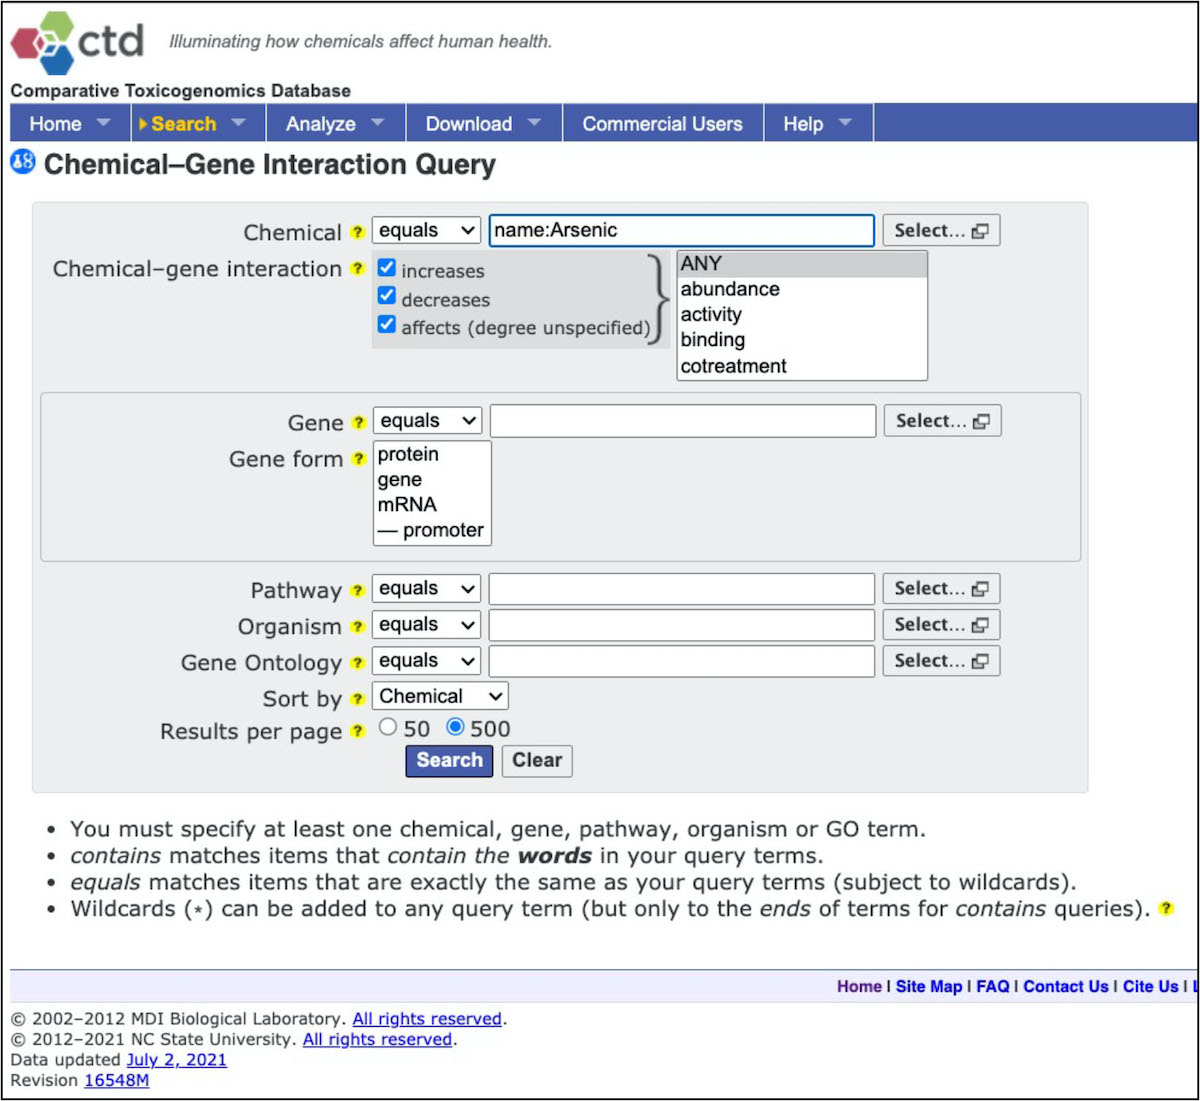 ctd Illuminating how chemicals affect human health.
Comparative Toxicogenomics Database
Home Search Analyze Download Commercial Users Help
Chemical–Gene Interaction Query
Chemical ? equals name:Arsenic Select...
Chemical–gene interaction ? increases ANY
decreases abundance
affects (degree unspecified) activity
binding
cotreatment
Gene ? equals Select...
Gene form ? protein
gene
mRNA
— promoter
Pathway ? equals Select...
Organism ? equals Select...
Gene Ontology ? equals Select...
Sort by ? Chemical
Results per page ? 50 500
Search Clear
• You must specify at least one chemical, gene, pathway, organism or GO term.
• contains matches items that contain the words in your query terms.
• equals matches items that are exactly the same as your query terms (subject to wildcards).
• Wildcards (*) can be added to any query term (but only to the ends of terms for contains queries). ?
Home | Site Map | FAQ | Contact Us | Cite Us |
© 2002–2012 MDI Biological Laboratory. All rights reserved.
© 2012–2021 NC State University. All rights reserved.
Data updated July 2, 2021
Revision 16548M